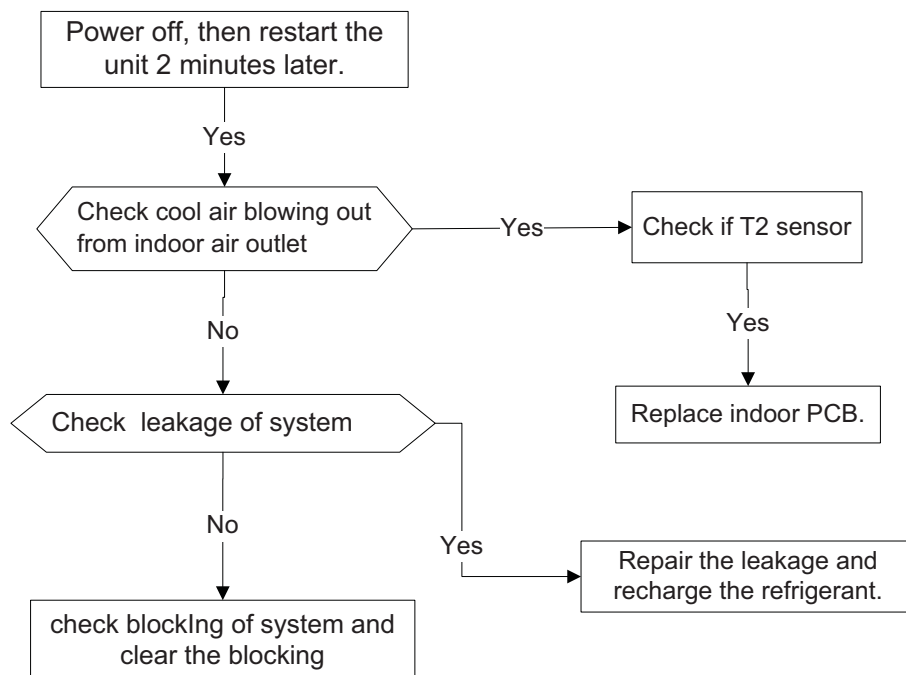 Power off, then restart the
unit 2 minutes later.
Yes
Check cool air blowing out
from indoor air outlet
Yes
Check if T2 sensor
No
Yes
Replace indoor PCB.
Check leakage of system
No
Yes
Repair the leakage and
recharge the refrigerant.
check blockIng of system and
clear the blocking